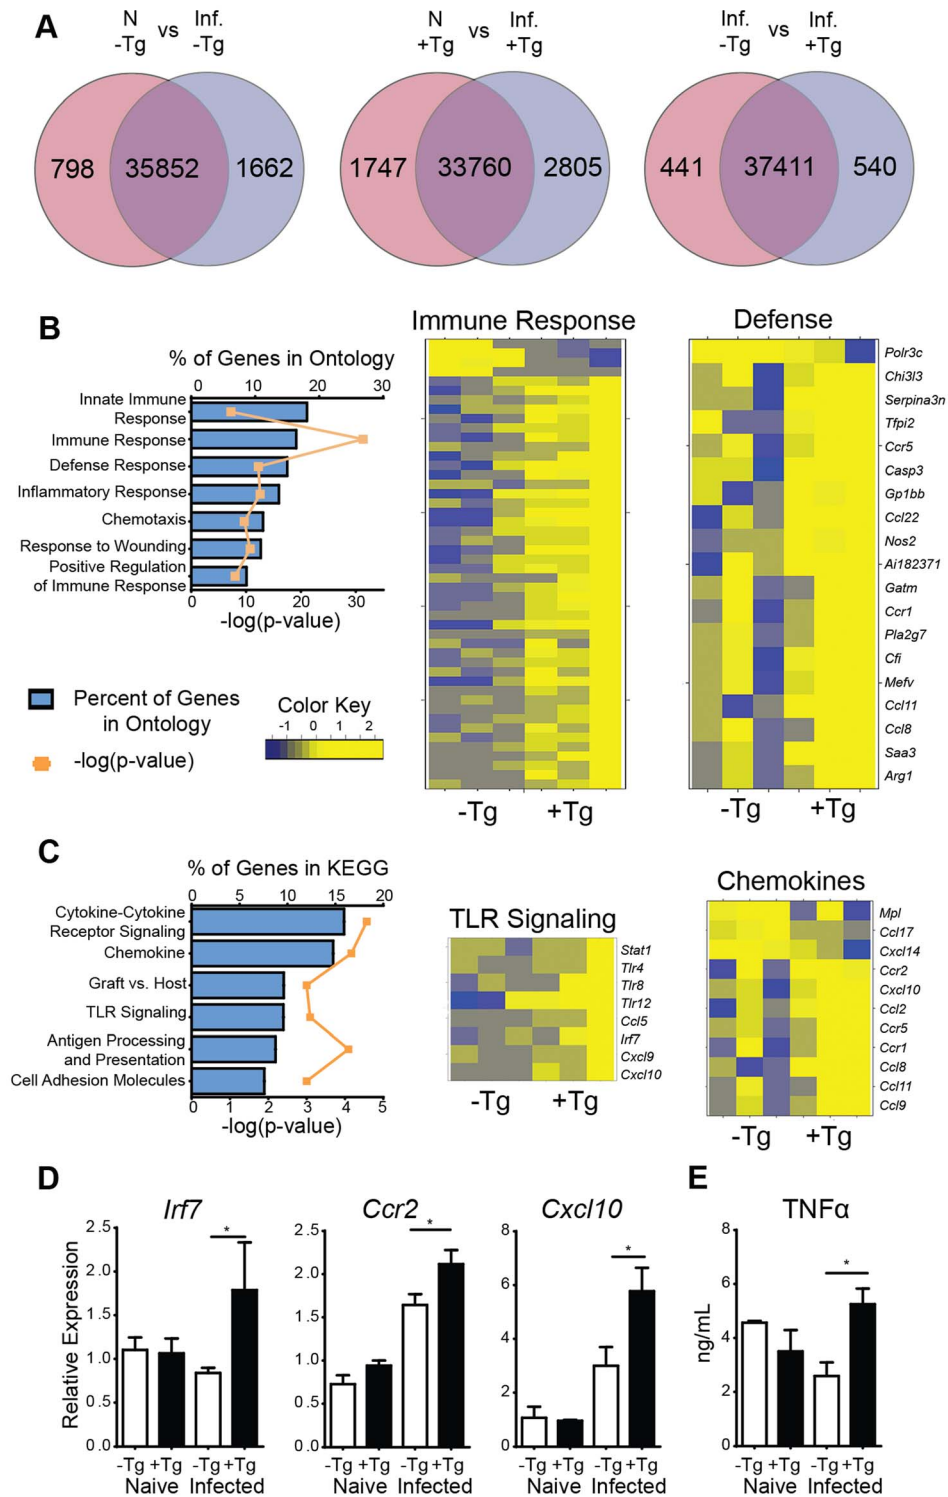 A
N -Tg vs Inf. -Tg
N +Tg vs Inf. +Tg
Inf. -Tg vs Inf. +Tg
798 35852 1662
1747 33760 2805
441 37411 540
B
% of Genes in Ontology
0 10 20 30
Innate Immune
Response
Immune Response
Defense Response
Inflammatory Response
Chemotaxis
Response to Wounding
Positive Regulation
of Immune Response
0 10 20 30
-log(p-value)
Percent of Genes
in Ontology
-log(p-value)
Color Key
-1 0 1 2
Immune Response
-Tg +Tg
Defense
Polr3c
Chi3l3
Serpina3n
Tfpi2
Ccr5
Casp3
Gp1bb
Ccl22
Nos2
Ai182371
Gatm
Ccr1
Pla2g7
Cfi
Mefv
Ccl11
Ccl8
Saa3
Arg1
-Tg +Tg
C
% of Genes in KEGG
0 5 10 15 20
Cytokine-Cytokine
Receptor Signaling
Chemokine
Graft vs. Host
TLR Signaling
Antigen Processing
and Presentation
Cell Adhesion Molecules
0 1 2 3 4 5
-log(p-value)
TLR Signaling
Stat1
Tlr4
Tlr8
Tlr12
Ccl5
Irf7
Cxcl9
Cxcl10
-Tg +Tg
Chemokines
Mpl
Ccl17
Cxcl14
Ccr2
Cxcl10
Ccl2
Ccr5
Ccr1
Ccl8
Ccl11
Ccl9
-Tg +Tg
D
Irf7
Relative Expression
2.5
2.0
1.5
1.0
0.5
0.0
*
-Tg +Tg -Tg +Tg
Naive Infected
Ccr2
2.5
2.0
1.5
1.0
0.5
0.0
*
-Tg +Tg -Tg +Tg
Naive Infected
Cxcl10
8
6
4
2
0
*
-Tg +Tg -Tg +Tg
Naive Infected
E
TNFα
ng/mL
8
6
4
2
0
*
-Tg +Tg -Tg +Tg
Naive Infected